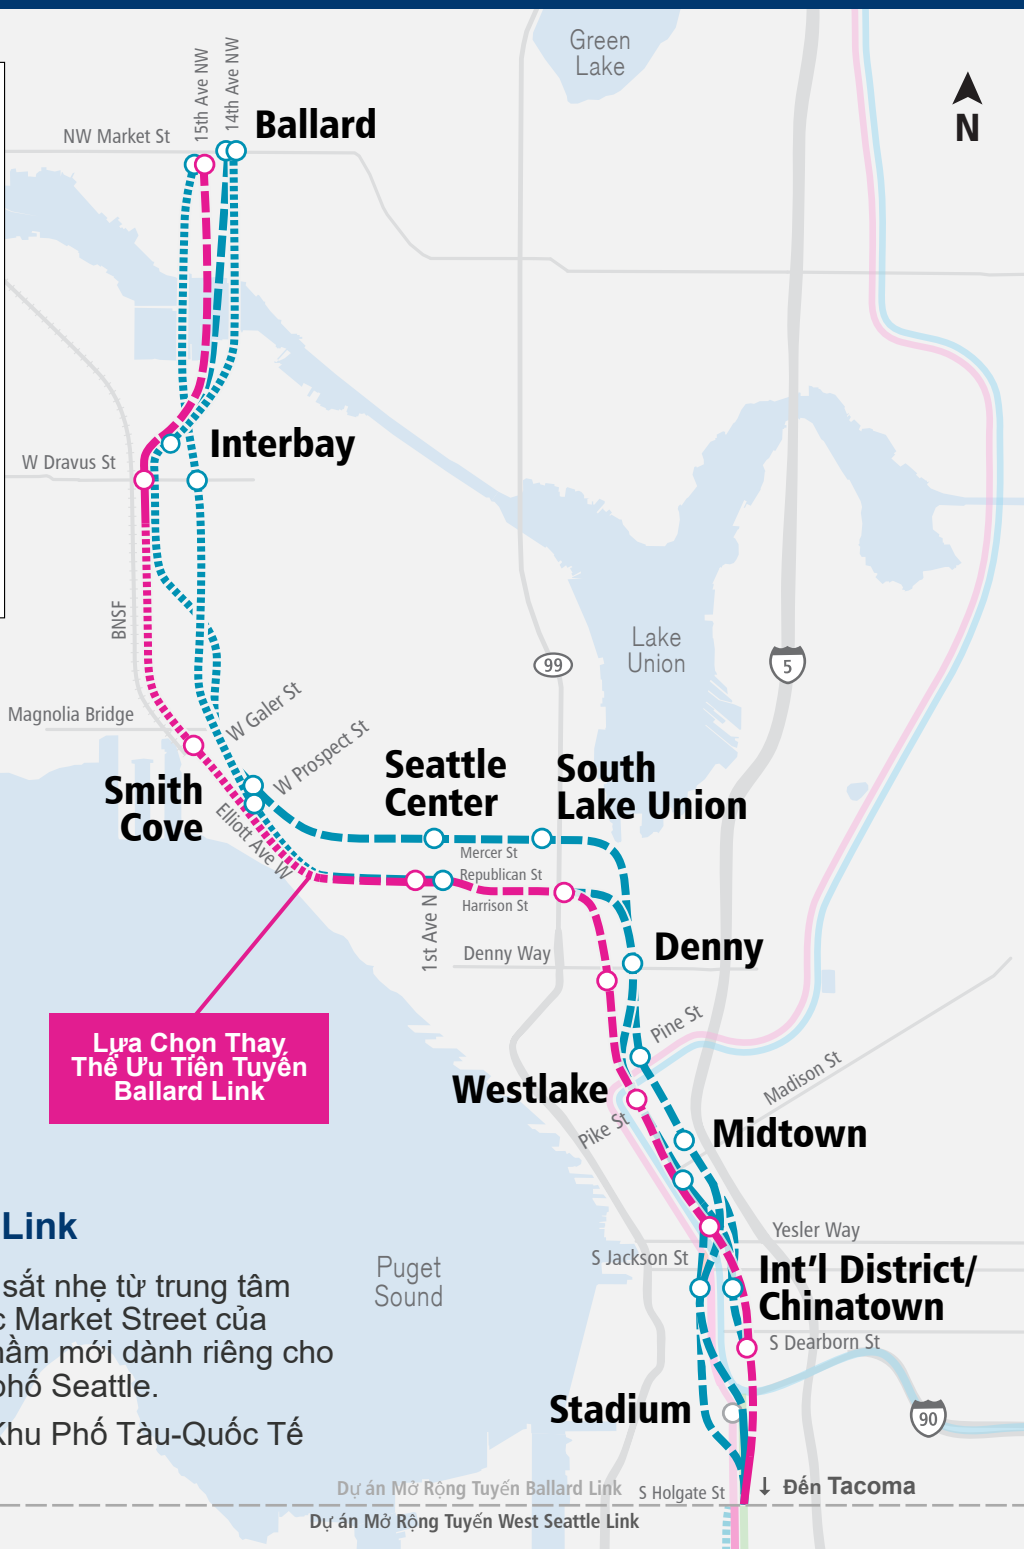 Green
Lake
N
15th Ave NW
14th Ave NW
Ballard
NW Market St
Interbay
W Dravus St
BNSF
Lake
Union
99
5
Magnolia Bridge
W Galer St
W Prospect St
Smith
Cove
Elliott Ave W
Seattle
Center
South
Lake Union
Mercer St
Republican St
Harrison St
1st Ave N
Denny Way
Denny
Lựa Chọn Thay
Thế Ưu Tiên Tuyến
Ballard Link
Pine St
Westlake
Madison St
Pike St
Midtown
Yesler Way
S Jackson St
Int'l District/
Chinatown
S Dearborn St
Puget
Sound
Link
sắt nhẹ từ trung tâm
c Market Street của
hầm mới dành riêng cho
phố Seattle.
Khu Phố Tàu-Quốc Tế
Stadium
90
Dự án Mở Rộng Tuyến Ballard Link
S Holgate St
↓ Đến Tacoma
Dự án Mở Rộng Tuyến West Seattle Link